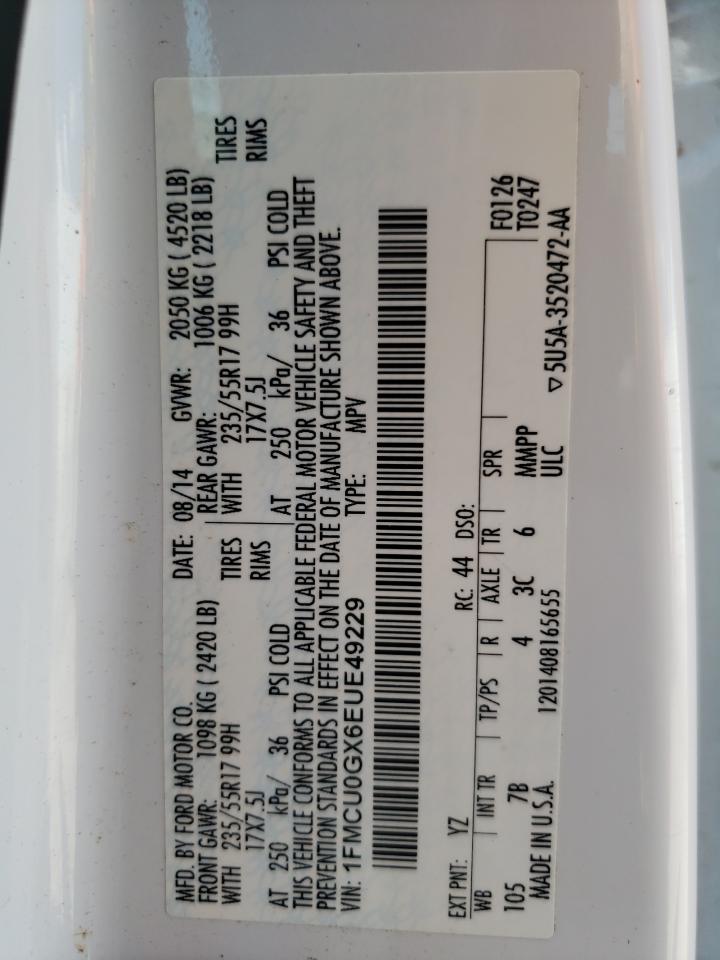 MFD. BY FORD MOTOR CO. DATE: 08/14 GVWR: 2050 KG ( 4520 LB)
FRONT GAWR: 1098 KG ( 2420 LB) REAR GAWR: 1006 KG ( 2218 LB)
WITH 235/55R17 99H TIRES WITH 235/55R17 99H TIRES
17X7.5J RIMS 17X7.5J RIMS
AT 250 kPa/ 36 PSI COLD AT 250 kPa/ 36 PSI COLD
THIS VEHICLE CONFORMS TO ALL APPLICABLE FEDERAL MOTOR VEHICLE SAFETY AND THEFT
PREVENTION STANDARDS IN EFFECT ON THE DATE OF MANUFACTURE SHOWN ABOVE.
VIN: 1FMCU0GX6EUE49229 TYPE: MPV
EXT PNT: YZ RC: 44 DSO: F0126
WB INT TR TP/PS R AXLE TR SPR T0247
105 7B 4 3C 6 MMPP
MADE IN U.S.A. 1201408165655 ULC ▽5U5A-3520472-AA